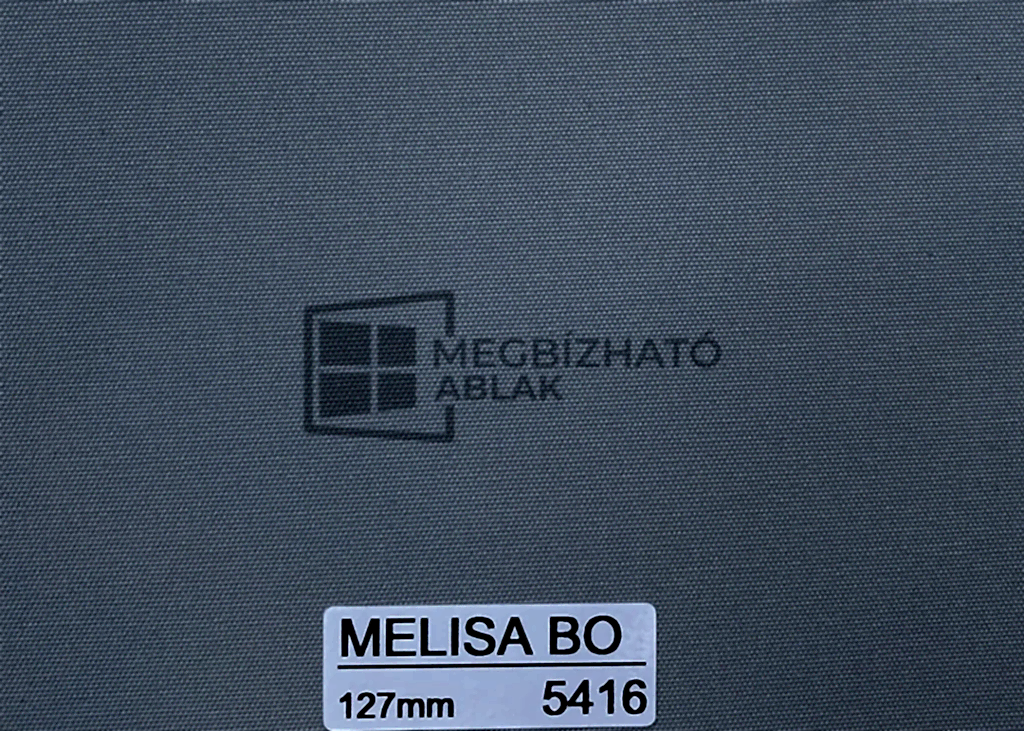 MEGBÍZHATÓ
ABLAK
MELISA BO
127mm 5416